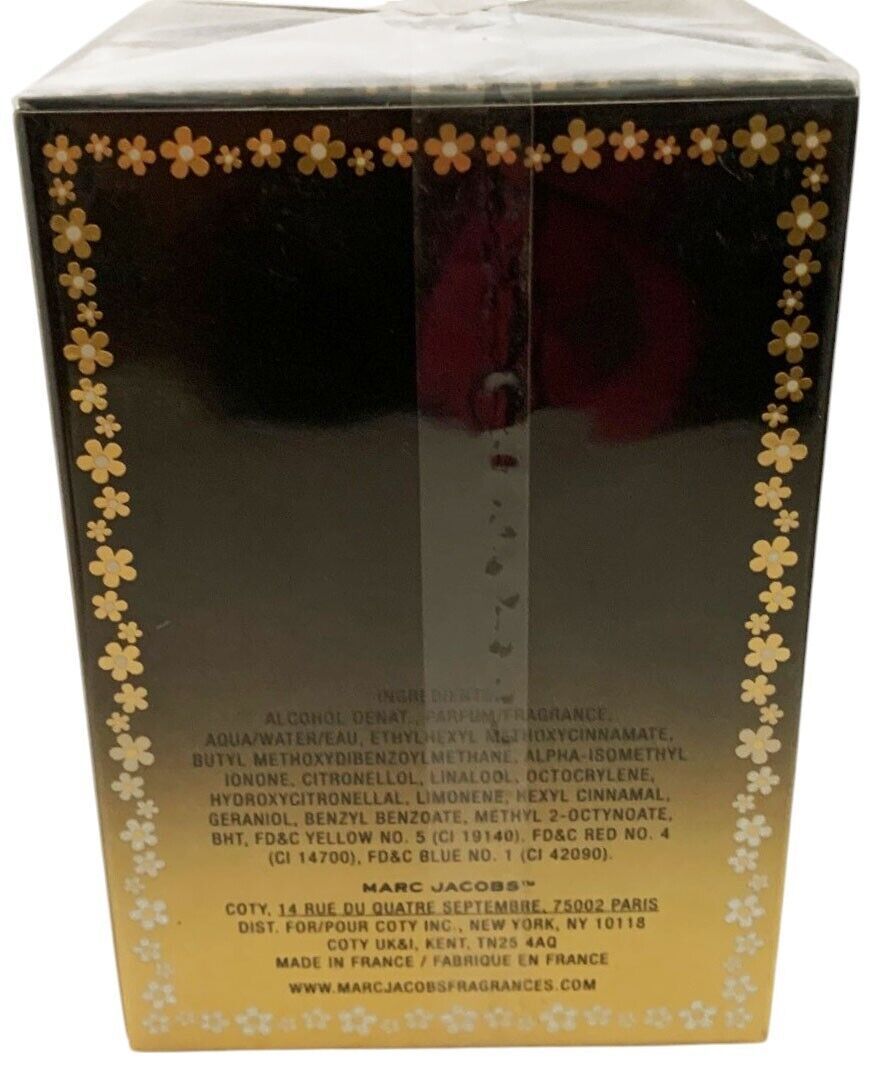 INGREDIENTS:
ALCOHOL DENAT., PARFUM/FRAGRANCE,
AQUA/WATER/EAU, ETHYLHEXYL METHOXYCINNAMATE,
BUTYL METHOXYDIBENZOYLMETHANE, ALPHA-ISOMETHYL
IONONE, CITRONELLOL, LINALOOL, OCTOCRYLENE,
HYDROXYCITRONELLAL, LIMONENE, HEXYL CINNAMAL,
GERANIOL, BENZYL BENZOATE, METHYL 2-OCTYNOATE,
BHT, FD&C YELLOW NO. 5 (CI 19140), FD&C RED NO. 4
(CI 14700), FD&C BLUE NO. 1 (CI 42090).
MARC JACOBS™
COTY, 14 RUE DU QUATRE SEPTEMBRE, 75002 PARIS
DIST. FOR/POUR COTY INC., NEW YORK, NY 10118
COTY UK&I, KENT, TN25 4AQ
MADE IN FRANCE / FABRIQUE EN FRANCE
WWW.MARCJACOBSFRAGRANCES.COM